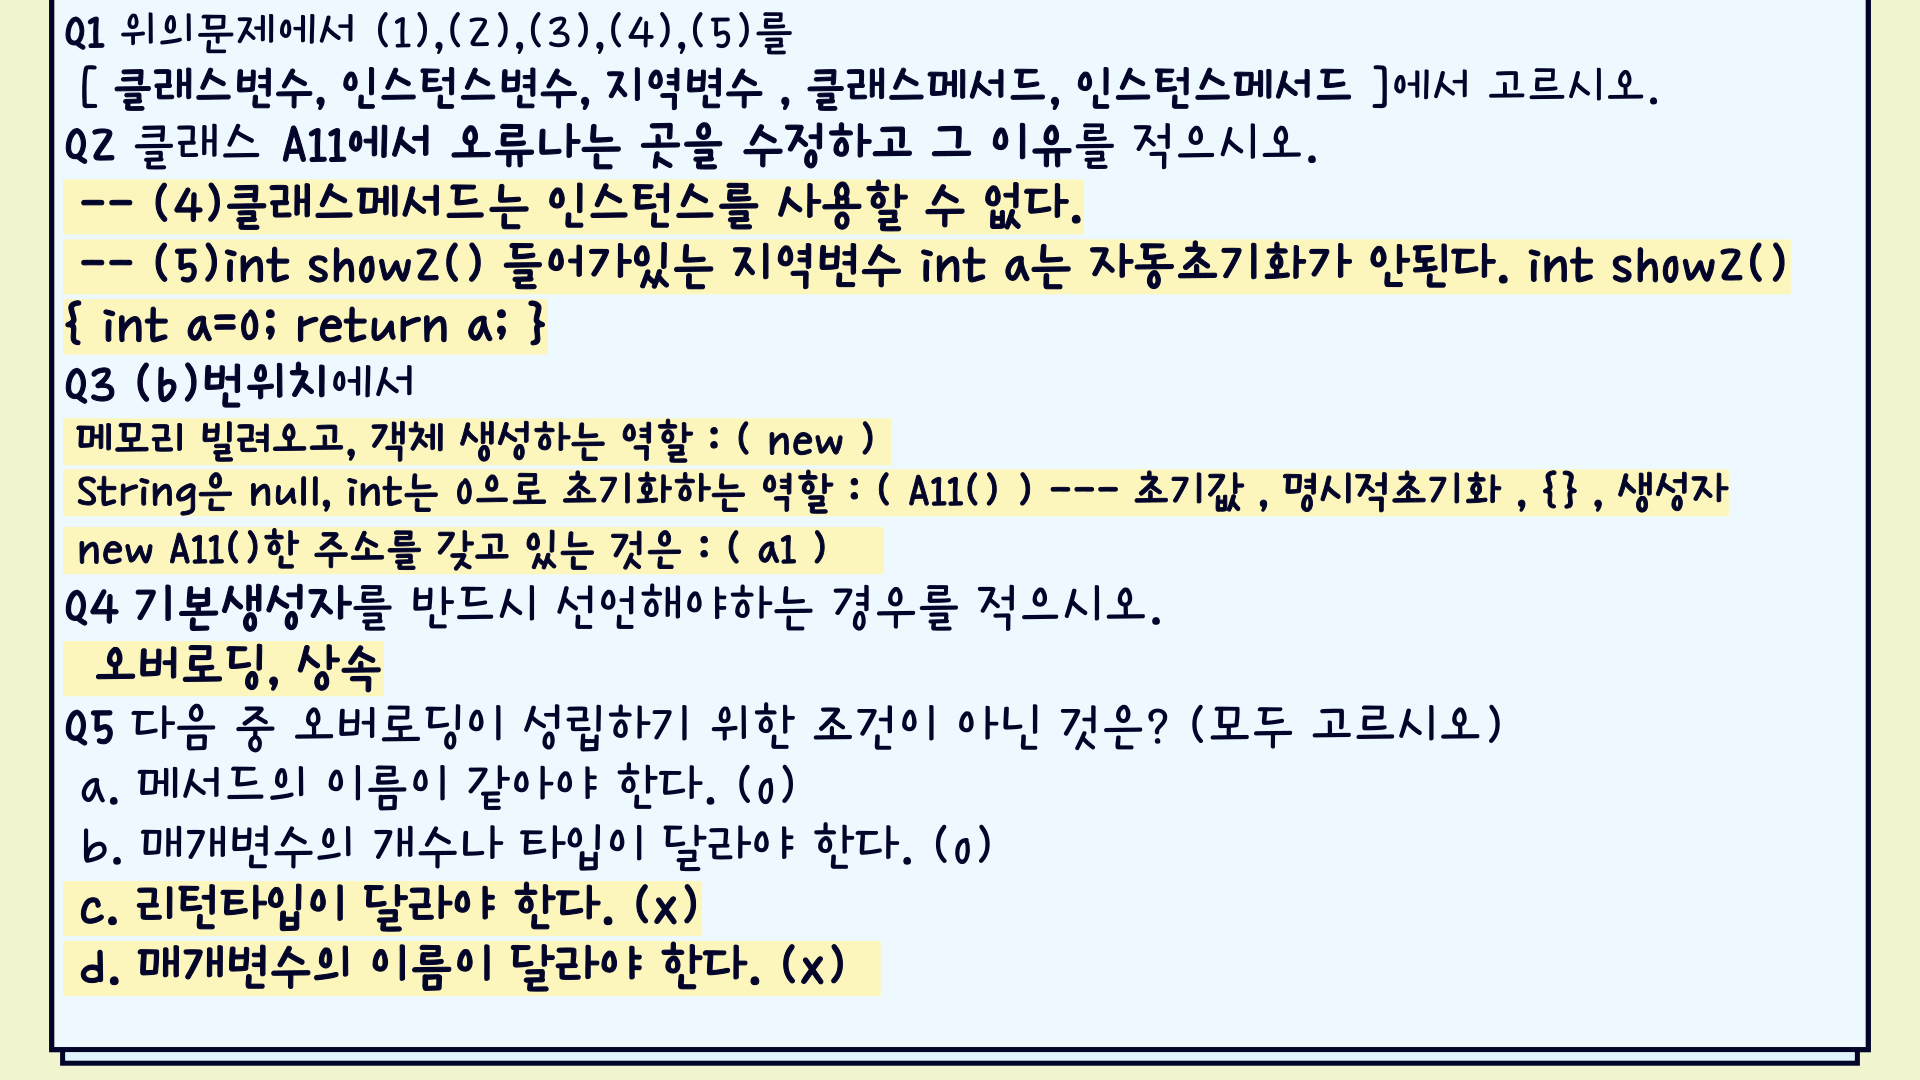 Q1 위의문제에서 (1),(2),(3),(4),(5)를
[ 클래스변수, 인스턴스변수, 지역변수 , 클래스메서드, 인스턴스메서드 ]에서 고르시오.
Q2 클래스 A11에서 오류나는 곳을 수정하고 그 이유를 적으시오.
-- (4)클래스메서드는 인스턴스를 사용할 수 없다.
-- (5)int show2() 들어가있는 지역변수 int a는 자동초기화가 안된다. int show2()
{ int a=0; return a; }
Q3 (b)번위치에서
메모리 빌려오고, 객체 생성하는 역할 : ( new )
String은 null, int는 0으로 초기화하는 역할 : ( A11() ) --- 초기값 , 명시적초기화 , {} , 생성자
new A11()한 주소를 갖고 있는 것은 : ( a1 )
Q4 기본생성자를 반드시 선언해야하는 경우를 적으시오.
오버로딩, 상속
Q5 다음 중 오버로딩이 성립하기 위한 조건이 아닌 것은? (모두 고르시오)
a. 메서드의 이름이 같아야 한다. (o)
b. 매개변수의 개수나 타입이 달라야 한다. (o)
c. 리턴타입이 달라야 한다. (x)
d. 매개변수의 이름이 달라야 한다. (x)